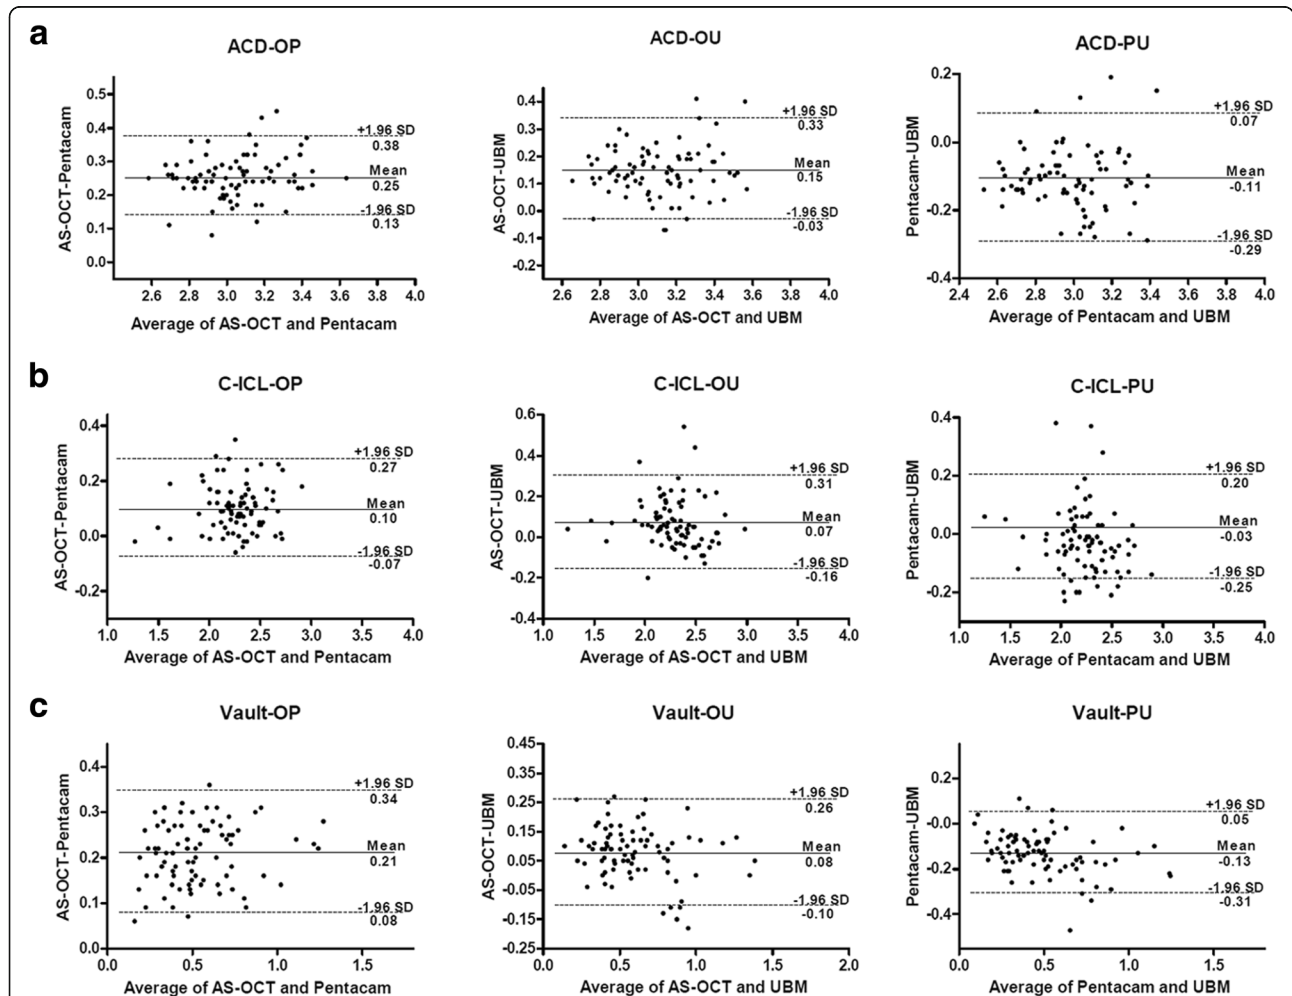 a
ACD-OP
AS-OCT-Pentacam
0.5
0.4
0.3
0.2
0.1
0.0
+1.96 SD
0.38
Mean
0.25
-1.96 SD
0.13
2.6 2.8 3.0 3.2 3.4 3.6 3.8 4.0
Average of AS-OCT and Pentacam
ACD-OU
AS-OCT-UBM
0.4
0.3
0.2
0.1
0.0
-0.1
-0.2
+1.96 SD
0.33
Mean
0.15
-1.96 SD
-0.03
2.6 2.8 3.0 3.2 3.4 3.6 3.8 4.0
Average of AS-OCT and UBM
ACD-PU
Pentacam-UBM
0.2
0.0
-0.2
-0.4
+1.96 SD
0.07
Mean
-0.11
-1.96 SD
-0.29
2.4 2.6 2.8 3.0 3.2 3.4 3.6 3.8 4.0
Average of Pentacam and UBM
b
C-ICL-OP
AS-OCT-Pentacam
0.4
0.2
0.0
-0.2
+1.96 SD
0.27
Mean
0.10
-1.96 SD
-0.07
1.0 1.5 2.0 2.5 3.0 3.5 4.0
Average of AS-OCT and Pentacam
C-ICL-OU
AS-OCT-UBM
0.6
0.4
0.2
0.0
-0.2
-0.4
+1.96 SD
0.31
Mean
0.07
-1.96 SD
-0.16
1.0 1.5 2.0 2.5 3.0 3.5 4.0
Average of AS-OCT and UBM
C-ICL-PU
Pentacam-UBM
0.4
0.2
0.0
-0.2
+1.96 SD
0.20
Mean
-0.03
-1.96 SD
-0.25
1.0 1.5 2.0 2.5 3.0 3.5 4.0
Average of Pentacam and UBM
c
Vault-OP
AS-OCT-Pentacam
0.4
0.3
0.2
0.1
0.0
+1.96 SD
0.34
Mean
0.21
-1.96 SD
0.08
0.0 0.5 1.0 1.5
Average of AS-OCT and Pentacam
Vault-OU
AS-OCT-UBM
0.45
0.35
0.25
0.15
0.05
-0.05
-0.15
-0.25
+1.96 SD
0.26
Mean
0.08
-1.96 SD
-0.10
0.0 0.5 1.0 1.5 2.0
Average of AS-OCT and UBM
Vault-PU
Pentacam-UBM
0.2
-0.0
-0.2
-0.4
+1.96 SD
0.05
Mean
-0.13
-1.96 SD
-0.31
0.0 0.5 1.0 1.5
Average of Pentacam and UBM